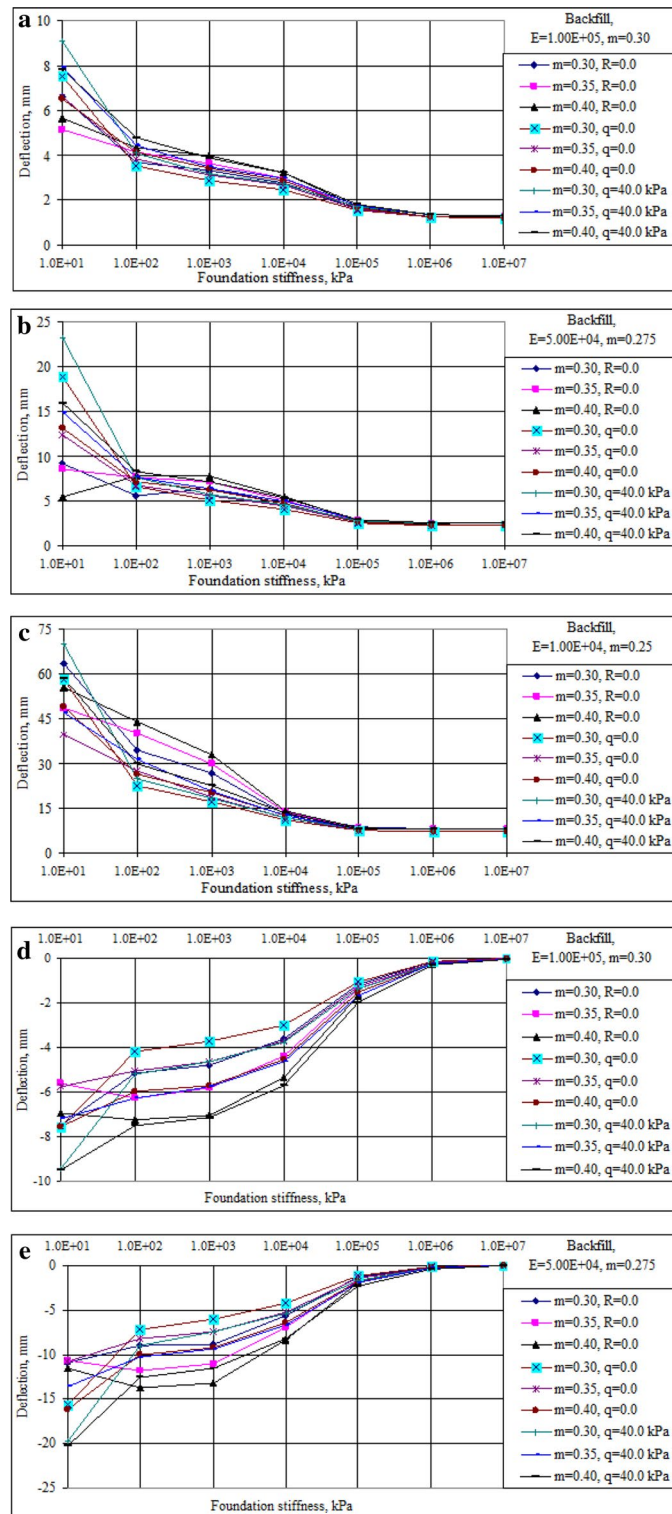 a
Backfill,
E=1.00E+05, m=0.30
10
8
6
4
2
0
Deflection, mm
1.0E+01 1.0E+02 1.0E+03 1.0E+04 1.0E+05 1.0E+06 1.0E+07
Foundation stiffness, kPa
m=0.30, R=0.0
m=0.35, R=0.0
m=0.40, R=0.0
m=0.30, q=0.0
m=0.35, q=0.0
m=0.40, q=0.0
m=0.30, q=40.0 kPa
m=0.35, q=40.0 kPa
m=0.40, q=40.0 kPa
b
Backfill,
E=5.00E+04, m=0.275
25
20
15
10
5
0
Deflection, mm
1.0E+01 1.0E+02 1.0E+03 1.0E+04 1.0E+05 1.0E+06 1.0E+07
Foundation stiffness, kPa
m=0.30, R=0.0
m=0.35, R=0.0
m=0.40, R=0.0
m=0.30, q=0.0
m=0.35, q=0.0
m=0.40, q=0.0
m=0.30, q=40.0 kPa
m=0.35, q=40.0 kPa
m=0.40, q=40.0 kPa
c
Backfill,
E=1.00E+04, m=0.25
75
60
45
30
15
0
Deflection, mm
1.0E+01 1.0E+02 1.0E+03 1.0E+04 1.0E+05 1.0E+06 1.0E+07
Foundation stiffness, kPa
m=0.30, R=0.0
m=0.35, R=0.0
m=0.40, R=0.0
m=0.30, q=0.0
m=0.35, q=0.0
m=0.40, q=0.0
m=0.30, q=40.0 kPa
m=0.35, q=40.0 kPa
m=0.40, q=40.0 kPa
d
1.0E+01 1.0E+02 1.0E+03 1.0E+04 1.0E+05 1.0E+06 1.0E+07
Backfill,
E=1.00E+05, m=0.30
0
-2
-4
-6
-8
-10
Deflection, mm
Foundation stiffness, kPa
m=0.30, R=0.0
m=0.35, R=0.0
m=0.40, R=0.0
m=0.30, q=0.0
m=0.35, q=0.0
m=0.40, q=0.0
m=0.30, q=40.0 kPa
m=0.35, q=40.0 kPa
m=0.40, q=40.0 kPa
e
1.0E+01 1.0E+02 1.0E+03 1.0E+04 1.0E+05 1.0E+06 1.0E+07
Backfill,
E=5.00E+04, m=0.275
0
-5
-10
-15
-20
-25
Deflection, mm
Foundation stiffness, kPa
m=0.30, R=0.0
m=0.35, R=0.0
m=0.40, R=0.0
m=0.30, q=0.0
m=0.35, q=0.0
m=0.40, q=0.0
m=0.30, q=40.0 kPa
m=0.35, q=40.0 kPa
m=0.40, q=40.0 kPa